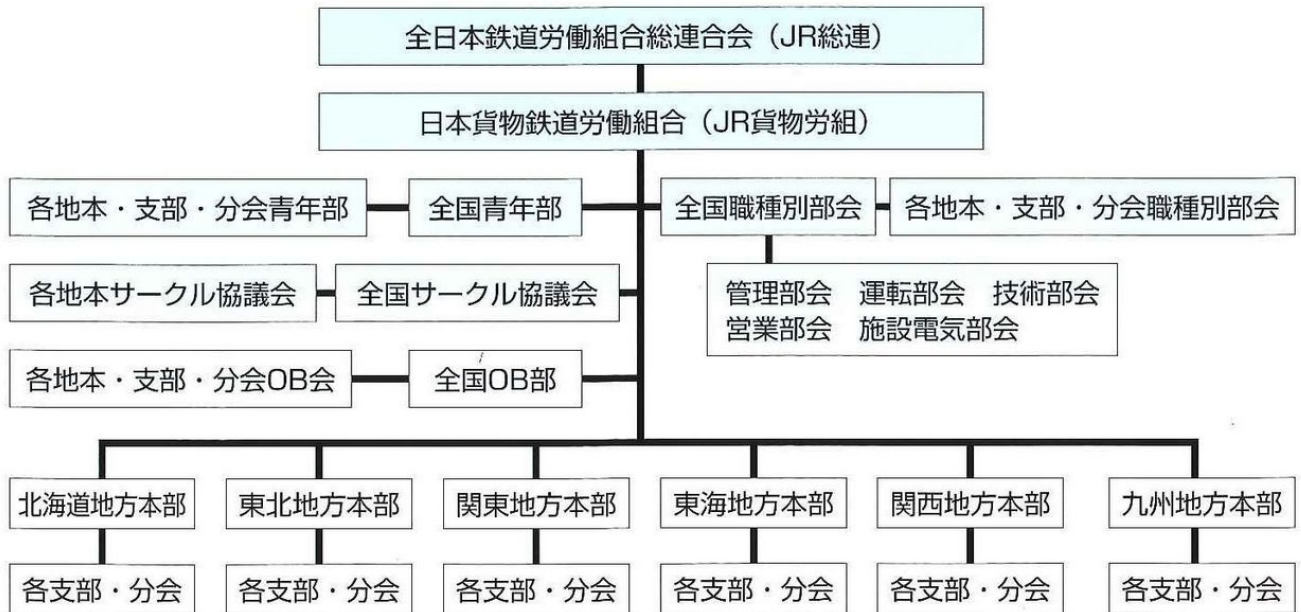 全日本鉄道労働組合総連合会（JR総連）
日本貨物鉄道労働組合（JR貨物労組）
各地本・支部・分会青年部
全国青年部
全国職種別部会
各地本・支部・分会職種別部会
各地本サークル協議会
全国サークル協議会
管理部会　運転部会　技術部会
営業部会　施設電気部会
各地本・支部・分会OB会
全国OB部
北海道地方本部
東北地方本部
関東地方本部
東海地方本部
関西地方本部
九州地方本部
各支部・分会
各支部・分会
各支部・分会
各支部・分会
各支部・分会
各支部・分会